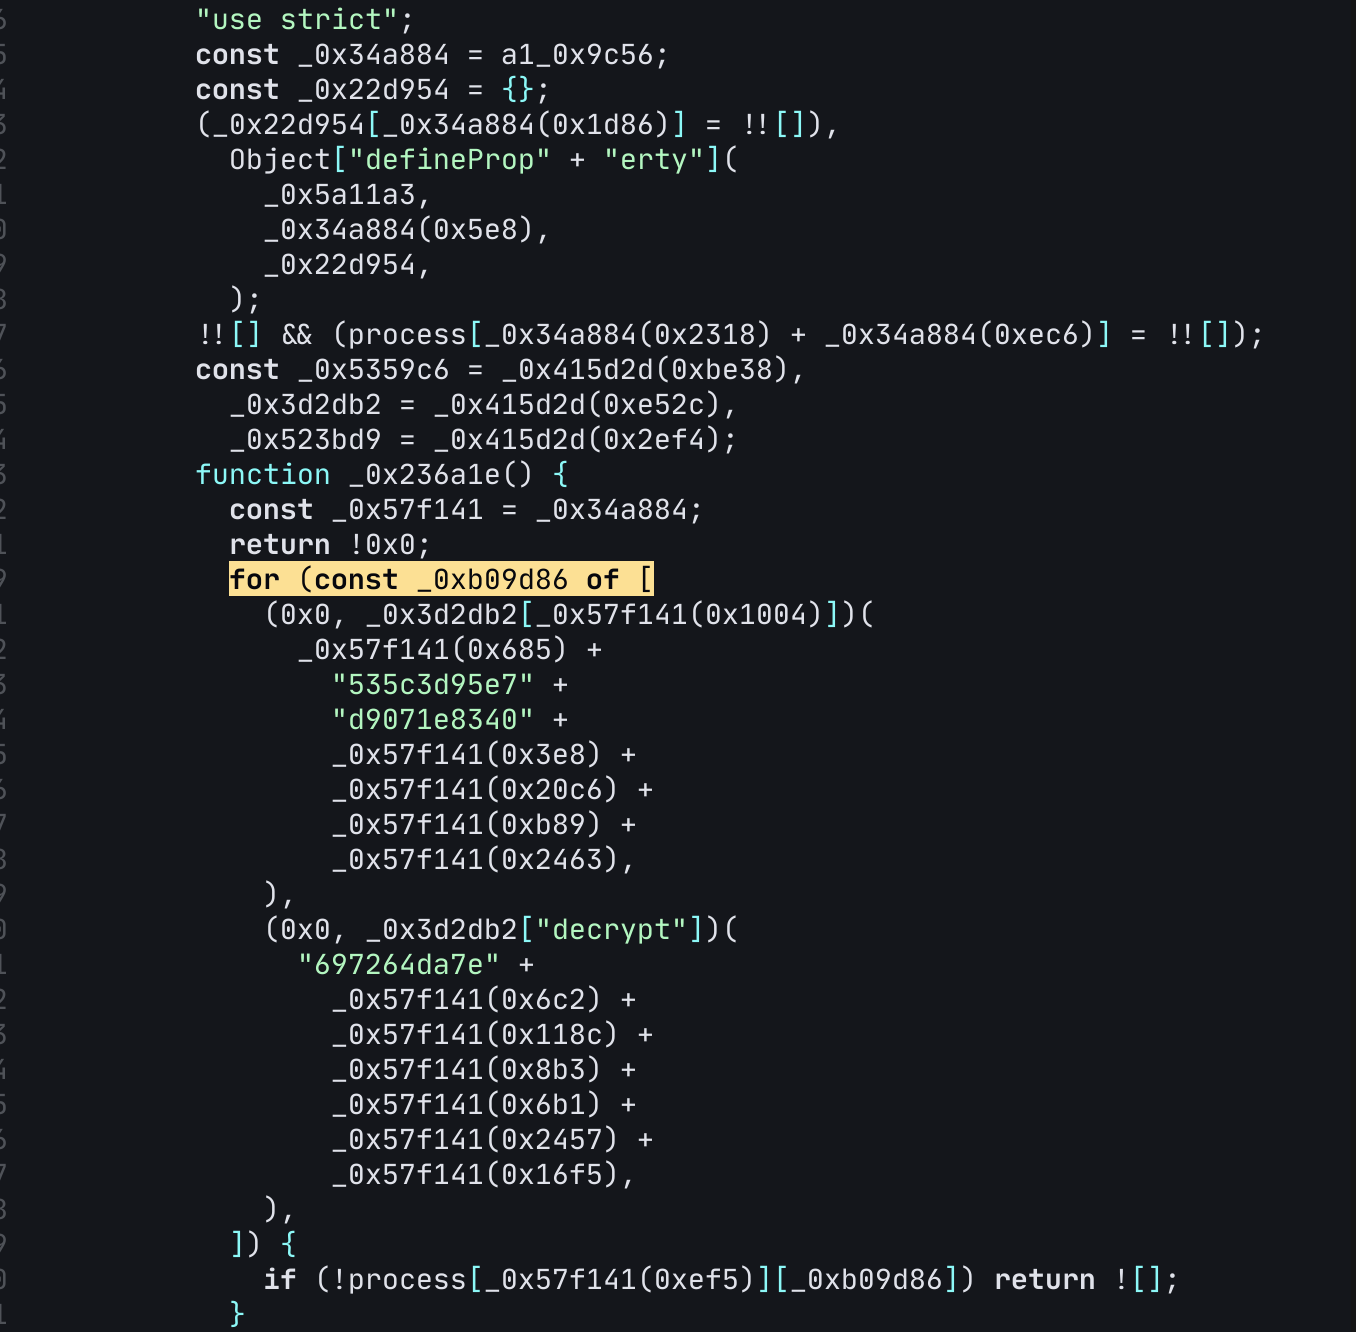 "use strict";
const _0x34a884 = a1_0x9c56;
const _0x22d954 = {};
(_0x22d954[_0x34a884(0x1d86)] = !![]),
Object["defineProp" + "erty"](
_0x5a11a3,
_0x34a884(0x5e8),
_0x22d954,
);
!![] && (process[_0x34a884(0x2318) + _0x34a884(0xec6)] = !![]);
const _0x5359c6 = _0x415d2d(0xbe38),
_0x3d2db2 = _0x415d2d(0xe52c),
_0x523bd9 = _0x415d2d(0x2ef4);
function _0x236a1e() {
const _0x57f141 = _0x34a884;
return !0x0;
for (const _0xb09d86 of [
(0x0, _0x3d2db2[_0x57f141(0x1004)])(
_0x57f141(0x685) +
"535c3d95e7" +
"d9071e8340" +
_0x57f141(0x3e8) +
_0x57f141(0x20c6) +
_0x57f141(0xb89) +
_0x57f141(0x2463),
),
(0x0, _0x3d2db2["decrypt"])(
"697264da7e" +
_0x57f141(0x6c2) +
_0x57f141(0x118c) +
_0x57f141(0x8b3) +
_0x57f141(0x6b1) +
_0x57f141(0x2457) +
_0x57f141(0x16f5),
),
]) {
if (!process[_0x57f141(0xef5)][_0xb09d86]) return ![];
}